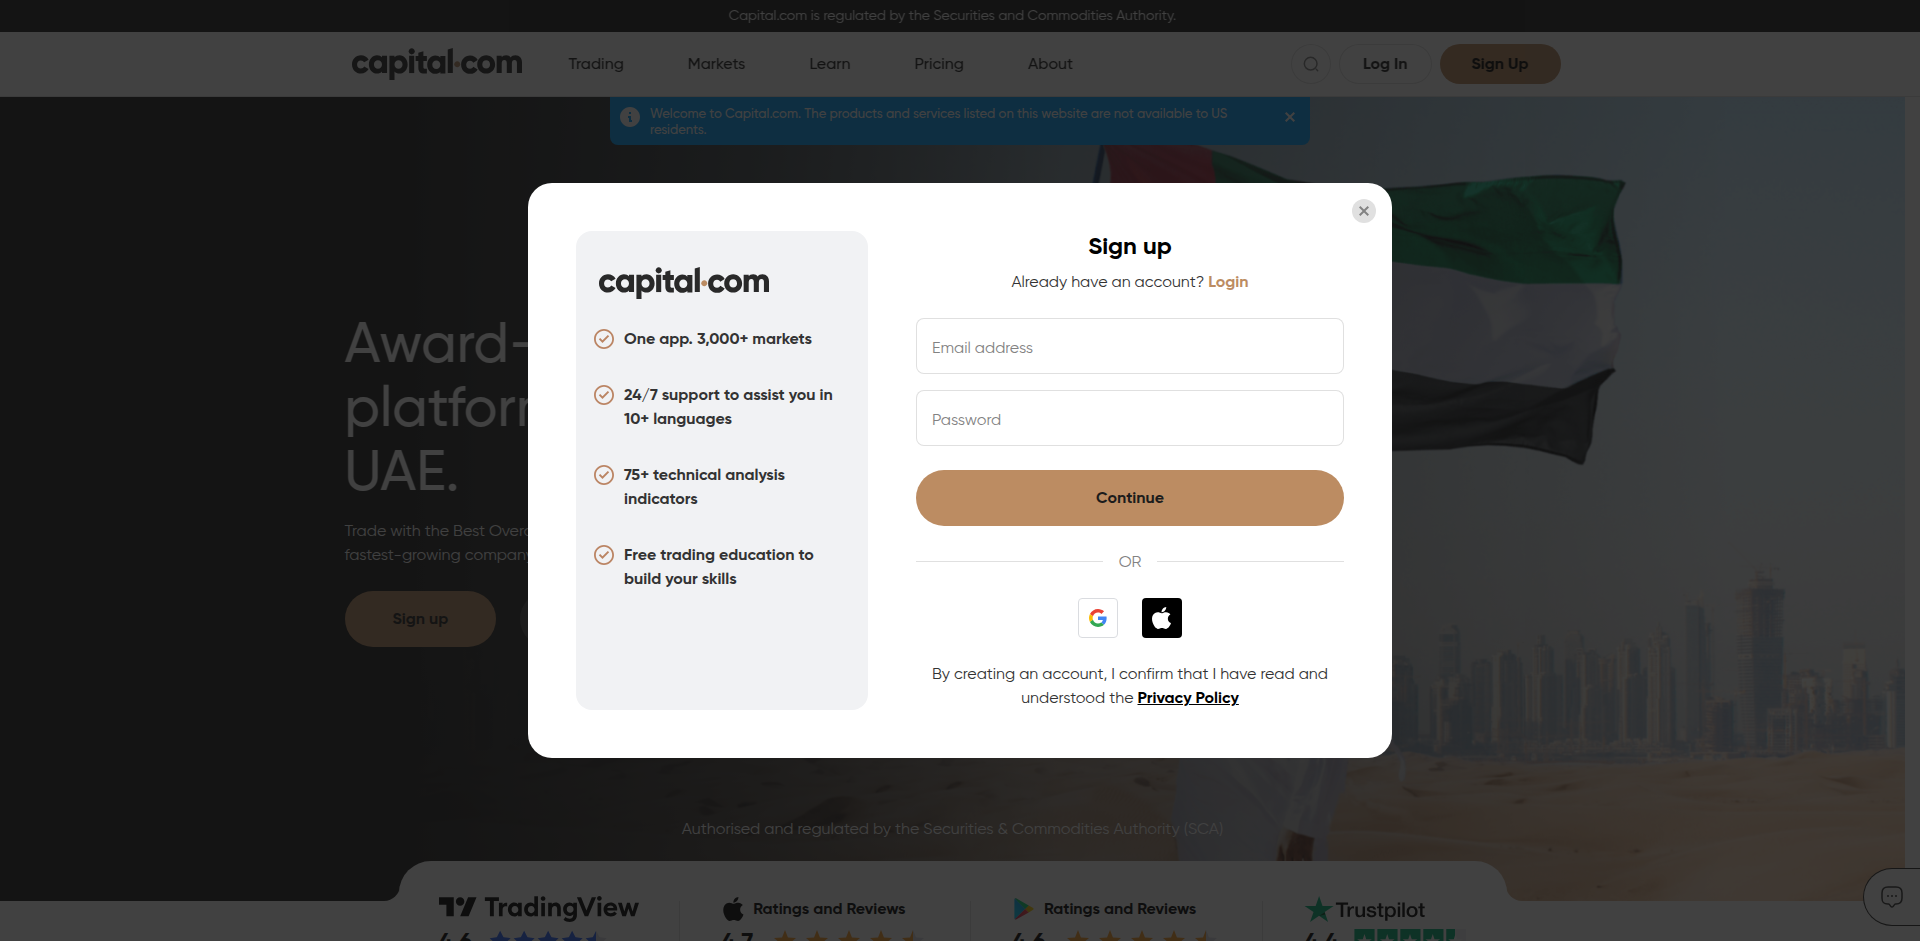 Capital.com is regulated by the Securities and Commodities Authority.
capital.com
Trading
Markets
Learn
Pricing
About
Log In
Sign Up
Welcome to Capital.com. The products and services listed on this website are not available to US
residents.
Award-
UAE.
Trade with the Best
fastest-growing company
Sign up
capital.com
One app. 3,000+ markets
24/7 support to assist you in
10+ languages
75+ technical analysis
indicators
Free trading education to
build your skills
Sign up
Already have an account? Login
Email address
Password
Continue
OR
By creating an account, I confirm that I have read and
understood the Privacy Policy
Authorised and regulated by the Securities & Commodities Authority (SCA)
TradingView
Ratings and Reviews
Ratings and Reviews
Trustpilot